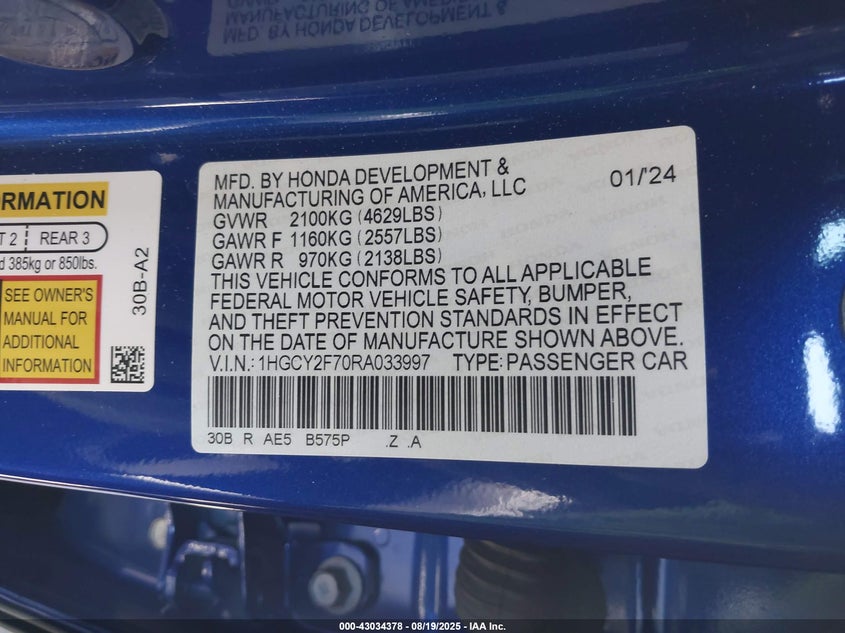 MFD. BY HONDA DEVELOPMENT &
MANUFACTURING OF AMERICA, LLC 01/'24
GVWR 2100KG (4629LBS)
GAWR F 1160KG (2557LBS)
GAWR R 970KG (2138LBS)
THIS VEHICLE CONFORMS TO ALL APPLICABLE
FEDERAL MOTOR VEHICLE SAFETY, BUMPER,
AND THEFT PREVENTION STANDARDS IN EFFECT
ON THE DATE OF MANUFACTURE SHOWN ABOVE.
V.I.N.: 1HGCY2F70RA033997 TYPE: PASSENGER CAR
30B R AE5 B575P .Z .A
ORMATION
T 2 REAR 3
d 385kg or 850lbs.
SEE OWNER'S
MANUAL FOR
ADDITIONAL
INFORMATION
30B-A2
000-43034378 - 08/19/2025 - IAA Inc.